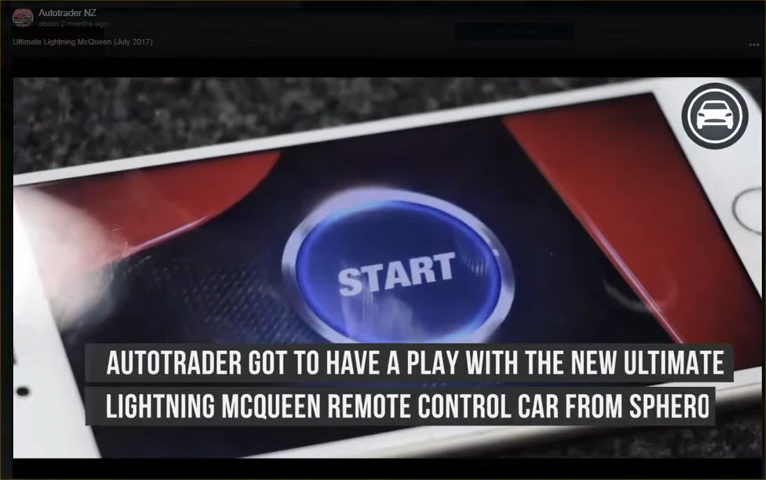 Autotrader NZ
about 2 months ago
Ultimate Lightning McQueen (July 2017)
START
AUTOTRADER GOT TO HAVE A PLAY WITH THE NEW ULTIMATE
LIGHTNING MCQUEEN REMOTE CONTROL CAR FROM SPHERO